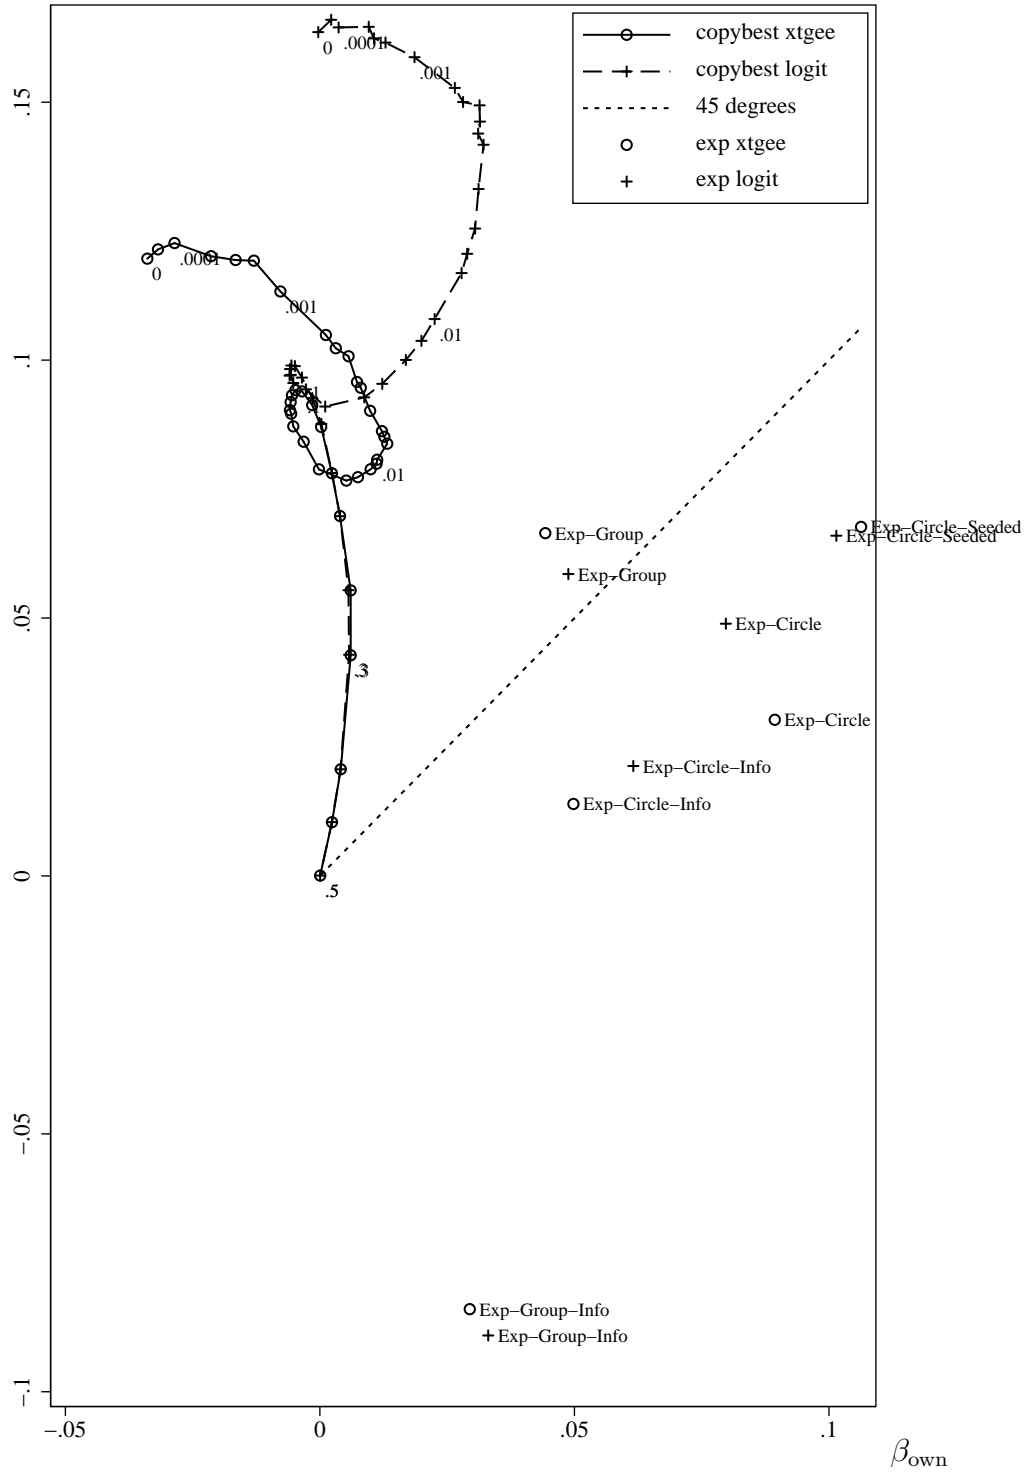 copybest xtgee
copybest logit
45 degrees
exp xtgee
exp logit
.15
.1
.05
0
−.05
−.1
0
.0001
.001
.01
0
.0001
.001
.01
.1
.3
.5
Exp−Circle−Seeded
Exp−Circle−Seeded
Exp−Group
Exp−Group
Exp−Circle
Exp−Circle
Exp−Circle−Info
Exp−Circle−Info
Exp−Group−Info
Exp−Group−Info
−.05
0
.05
.1
βown